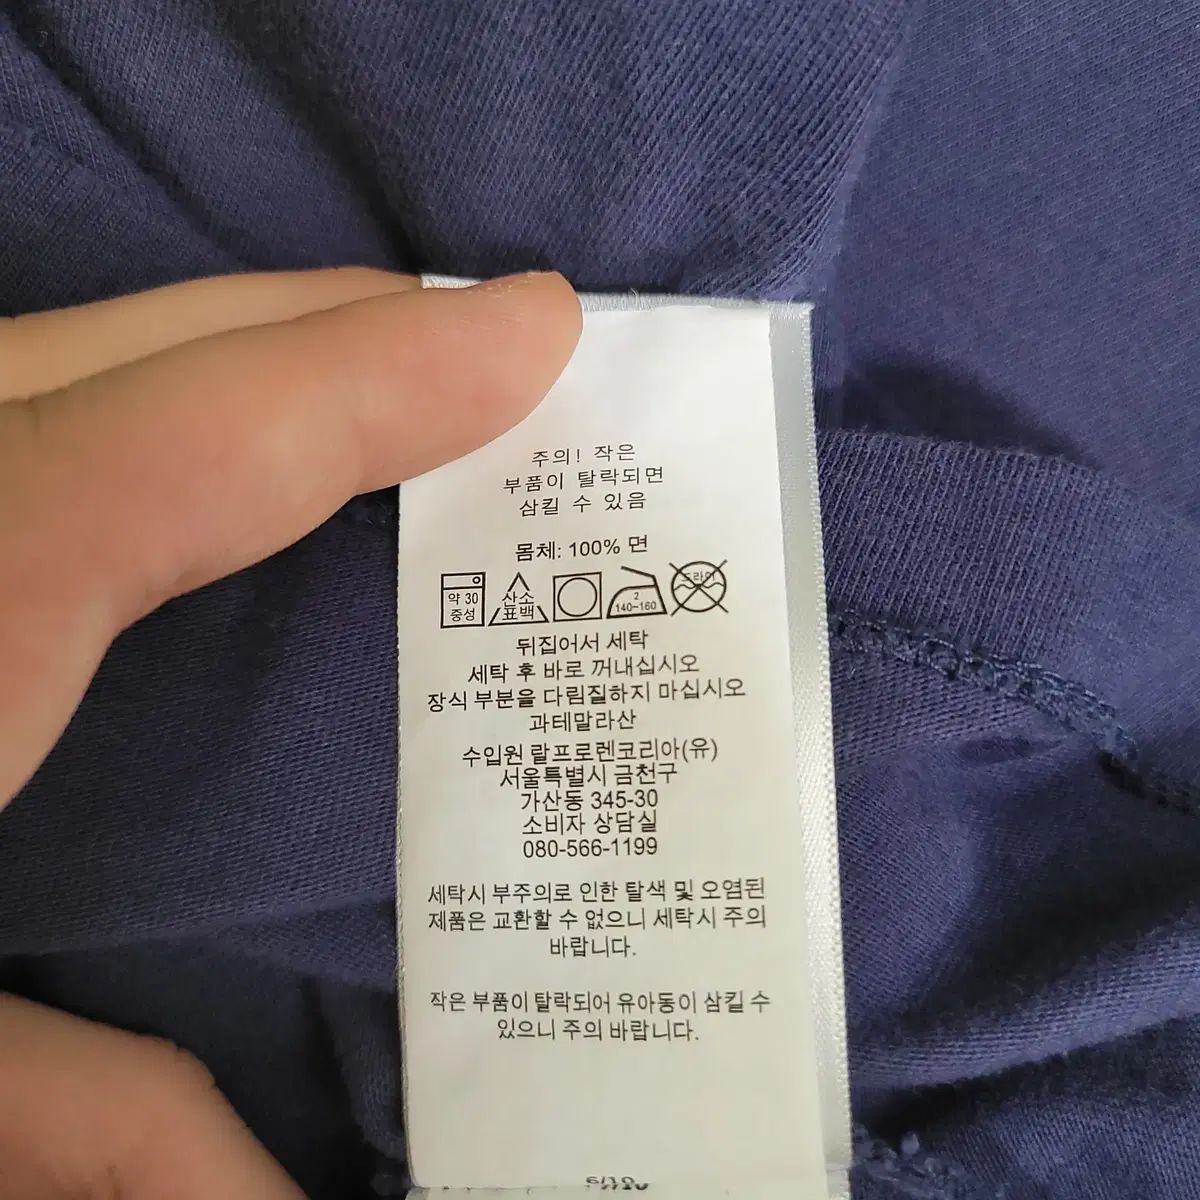 주의! 작은
부품이 탈락되면
삼킬 수 있음
몸체: 100% 면
약 30 중성
산소 표백
2
140~160
드라이
뒤집어서 세탁
세탁 후 바로 꺼내십시오
장식 부분을 다림질하지 마십시오
과테말라산
수입원 랄프로렌코리아(유)
서울특별시 금천구
가산동 345-30
소비자 상담실
080-566-1199
세탁시 부주의로 인한 탈색 및 오염된
제품은 교환할 수 없으니 세탁시 주의
바랍니다.
작은 부품이 탈락되어 유아동이 삼킬 수
있으니 주의 바랍니다.